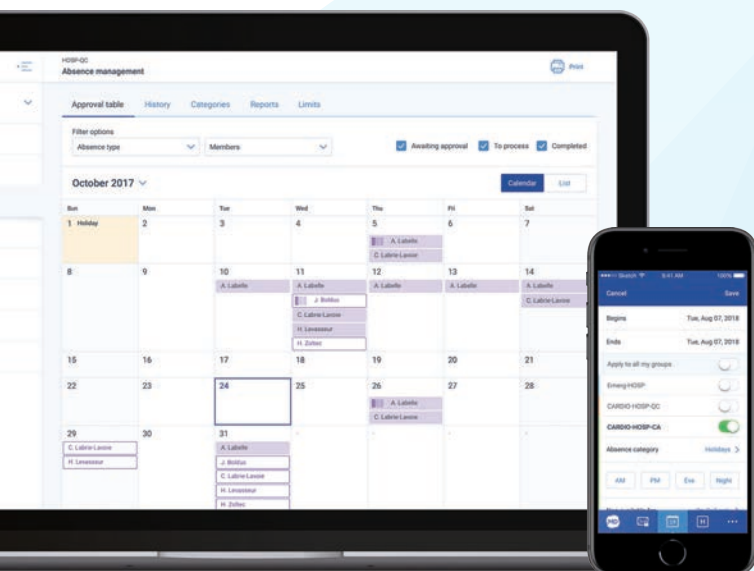 HOSP-QC
Absence management
Print
Approval table History Categories Reports Limits
Filter options
Absence type Members Awaiting approval To process Completed
October 2017 Calendar List
Sun Mon Tue Wed Thu Fri Sat
1 Holiday 2 3 4 5 6 7
A. Labelle
C. Labrie-Lavoie
8 9 10 11 12 13 14
A. Labelle A. Labelle A. Labelle A. Labelle A. Labelle
J. Bolduc C. Labrie-Lavoie
C. Labrie-Lavoie
H. Levasseur
H. Zoltec
15 16 17 18 19 20 21
22 23 24 25 26 27 28
A. Labelle
C. Labrie-Lavoie
29 30 31
C. Labrie-Lavoie A. Labelle
H. Levasseur J. Bolduc
C. Labrie-Lavoie
H. Levasseur
H. Zoltec
Sketch 9:41 AM 100%
Cancel Save
Begins Tue, Aug 07, 2018
Ends Tue, Aug 07, 2018
Apply to all my groups
Emerg-HOSP
CARDIO-HOSP-QC
CARDIO-HOSP-CA
Absence category Holidays
AM PM Eve Night